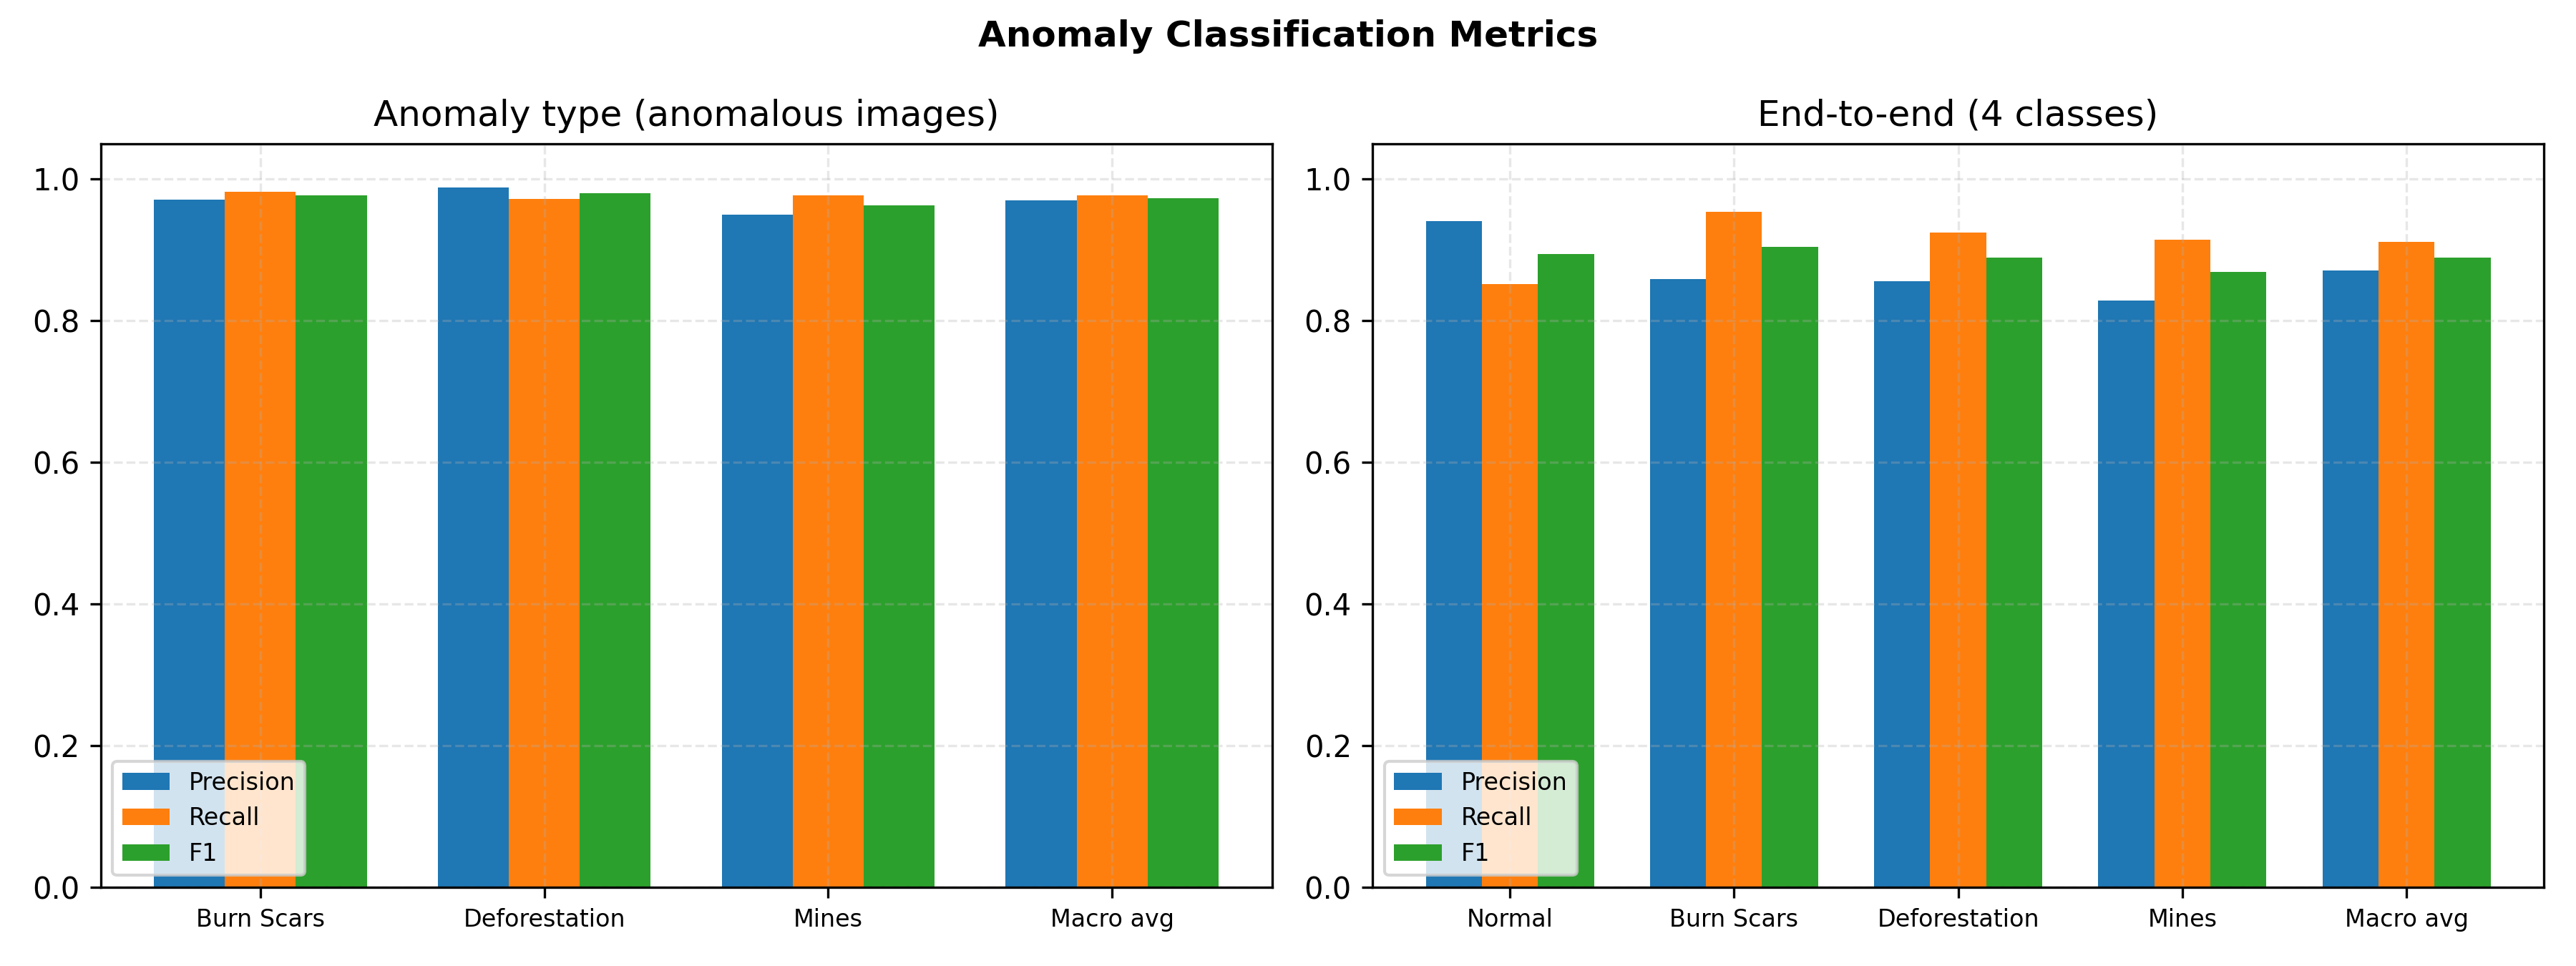 Anomaly Classification Metrics
Anomaly type (anomalous images)
1.0
0.8
0.6
0.4
0.2
0.0
Precision
Recall
F1
Burn Scars Deforestation Mines Macro avg
End-to-end (4 classes)
1.0
0.8
0.6
0.4
0.2
0.0
Precision
Recall
F1
Normal Burn Scars Deforestation Mines Macro avg